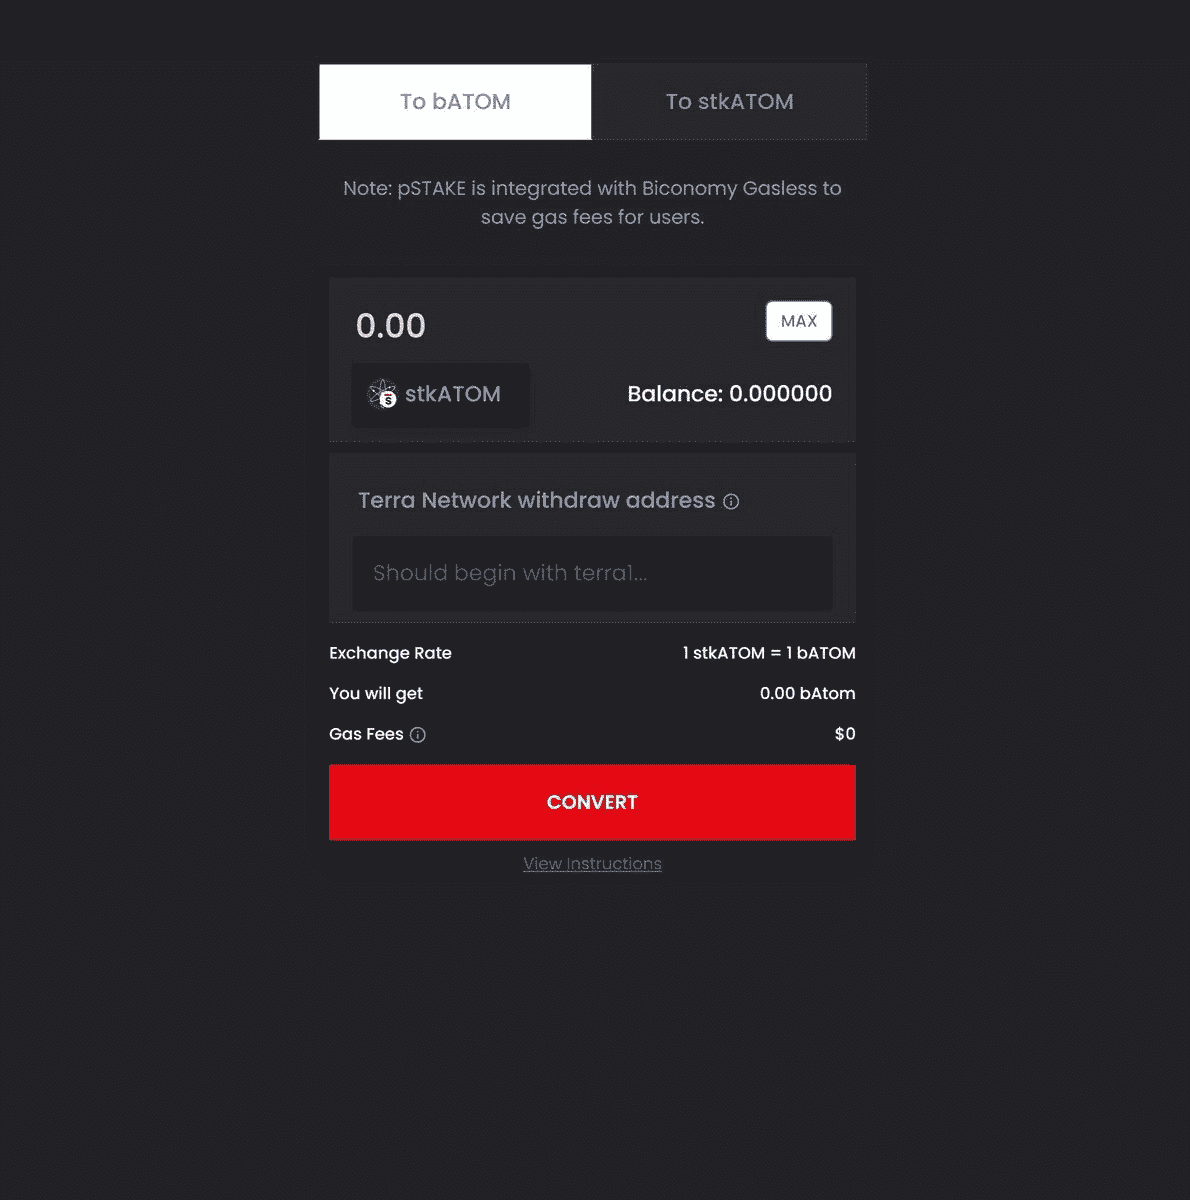 To bATOM
To stkATOM
Note: pSTAKE is integrated with Biconomy Gasless to
save gas fees for users.
0.00
MAX
stkATOM
Balance: 0.000000
Terra Network withdraw address
Should begin with terra1...
Exchange Rate
1 stkATOM = 1 bATOM
You will get
0.00 bAtom
Gas Fees
$0
CONVERT
View Instructions